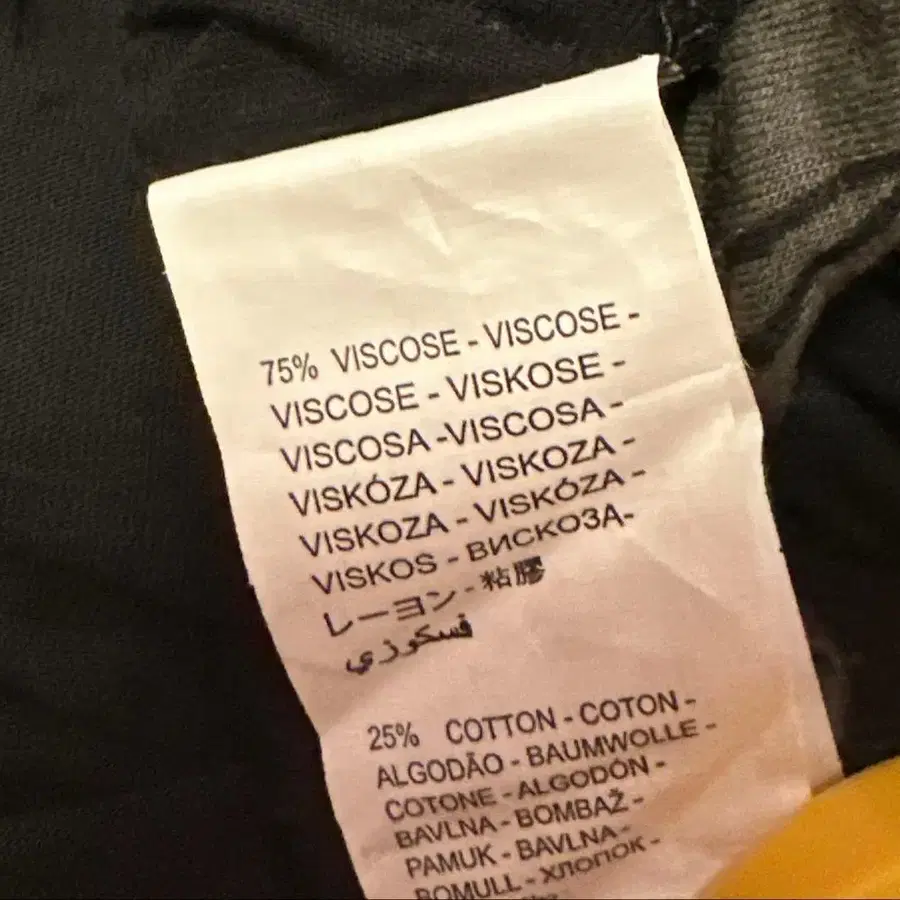 75% VISCOSE - VISCOSE -
VISCOSE - VISKOSE -
VISCOSA -VISCOSA -
VISKÓZA - VISKOZA -
VISKOZA - VISKÓZA -
VISKOS - ВИСКОЗĄ-
レーヨン - 粘膠
فسكوزي
25% COTTON - COTON -
ALGODÃO - BAUMWOLLE -
COTONE - ALGODÓN -
BAVLNA - BOMBAŽ -
PAMUK - BAVLNA -
BOMULL - ХЛОПОК -